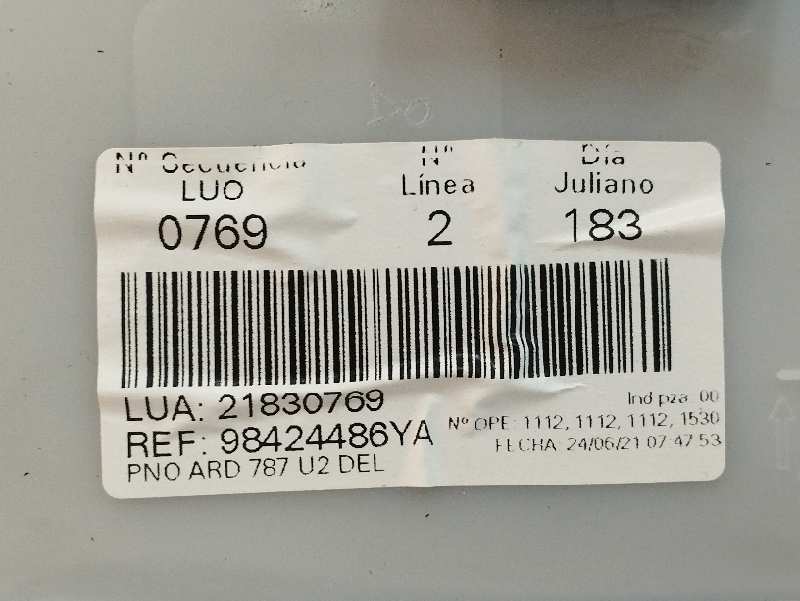 Nº Secuencia Nº Día
LUO Línea Juliano
0769 2 183
LUA: 21830769 Ind pza: 00
REF: 98424486YA Nº OPE: 1112, 1112, 1112, 1530
PNO ARD 787 U2 DEL FECHA: 24/06/21 07:47:53